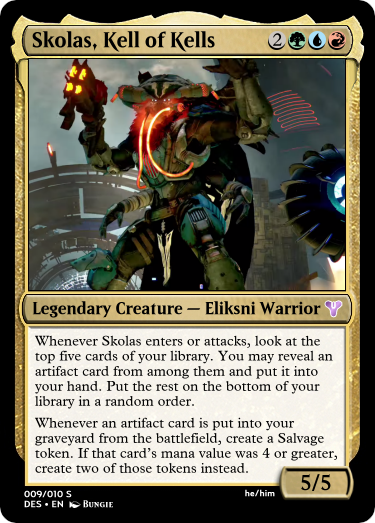 Skolas, Kell of Kells 2
Legendary Creature — Eliksni Warrior
Whenever Skolas enters or attacks, look at the
top five cards of your library. You may reveal an
artifact card from among them and put it into
your hand. Put the rest on the bottom of your
library in a random order.
Whenever an artifact card is put into your
graveyard from the battlefield, create a Salvage
token. If that card's mana value was 4 or greater,
create two of those tokens instead.
5/5
009/010 S
he/him
DES • EN Bungie